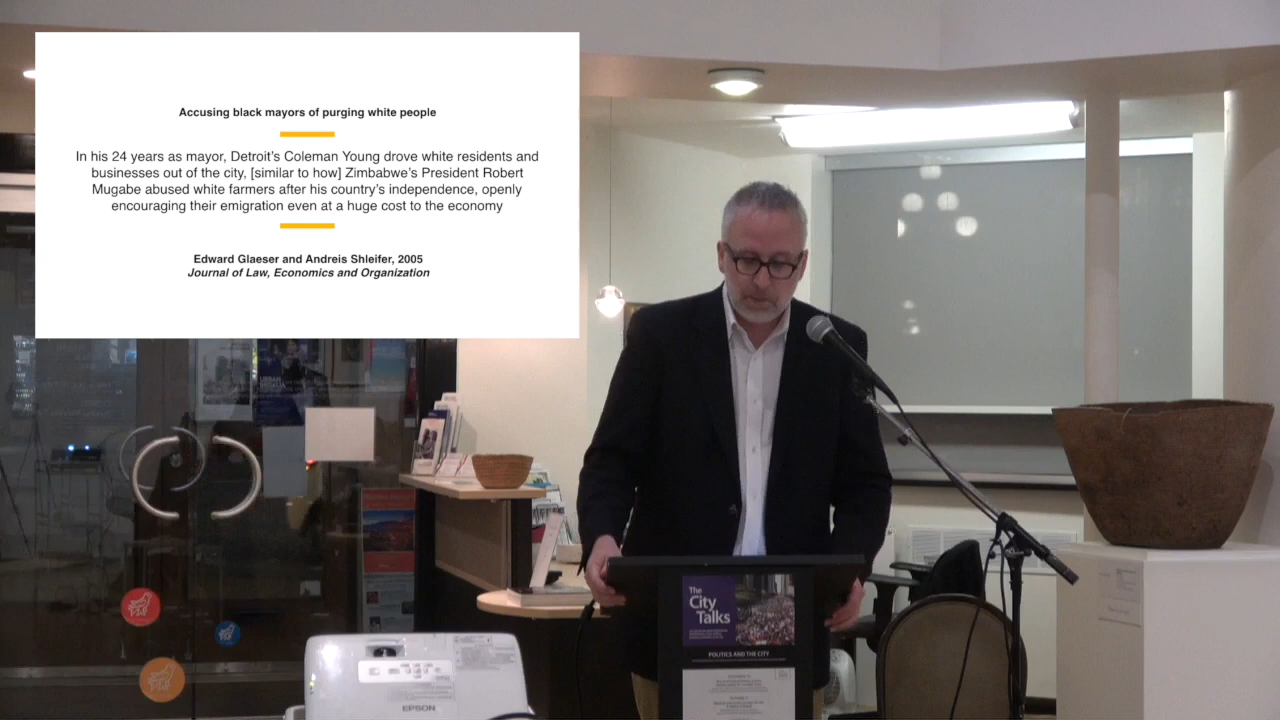 Accusing black mayors of purging white people
In his 24 years as mayor, Detroit's Coleman Young drove white residents and
businesses out of the city, [similar to how] Zimbabwe's President Robert
Mugabe abused white farmers after his country's independence, openly
encouraging their emigration even at a huge cost to the economy
Edward Glaeser and Andreis Shleifer, 2005
Journal of Law, Economics and Organization
The
City
Talks
POLITICS AND THE CITY
EPSON